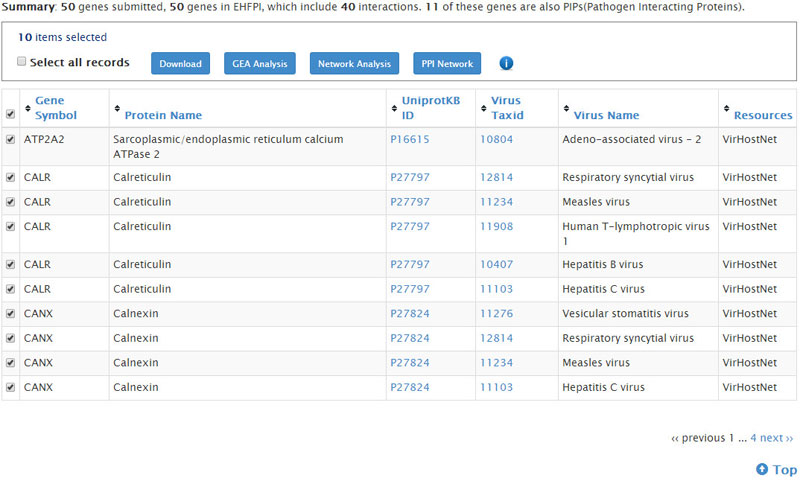 Summary: 50 genes submitted, 50 genes in EHFPI, which include 40 interactions. 11 of these genes are also PIPs(Pathogen Interacting Proteins).
10 items selected
Select all records Download GEA Analysis Network Analysis PPI Network i
Gene Symbol Protein Name UniprotKB ID Virus Taxid Virus Name Resources
ATP2A2 Sarcoplasmic/endoplasmic reticulum calcium P16615 10804 Adeno-associated virus - 2 VirHostNet
ATPase 2
CALR Calreticulin P27797 12814 Respiratory syncytial virus VirHostNet
CALR Calreticulin P27797 11234 Measles virus VirHostNet
CALR Calreticulin P27797 11908 Human T-lymphotropic virus VirHostNet
1
CALR Calreticulin P27797 10407 Hepatitis B virus VirHostNet
CALR Calreticulin P27797 11103 Hepatitis C virus VirHostNet
CANX Calnexin P27824 11276 Vesicular stomatitis virus VirHostNet
CANX Calnexin P27824 12814 Respiratory syncytial virus VirHostNet
CANX Calnexin P27824 11234 Measles virus VirHostNet
CANX Calnexin P27824 11103 Hepatitis C virus VirHostNet
‹‹ previous 1 ... 4 next ››
Top